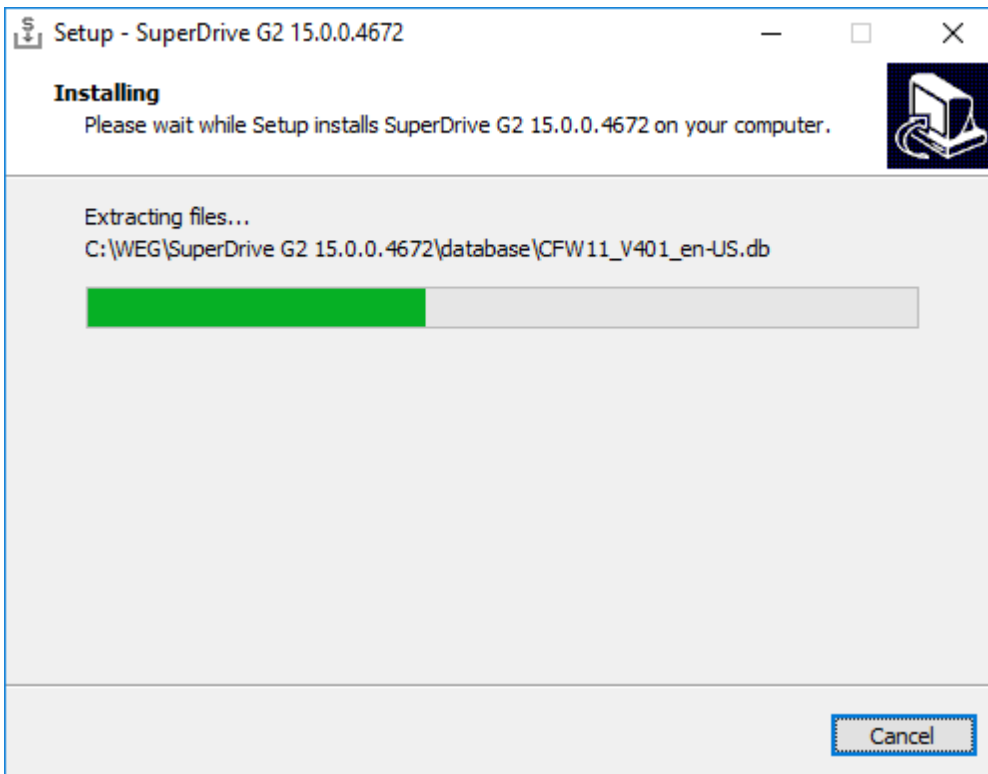 Setup - SuperDrive G2 15.0.0.4672
Installing
Please wait while Setup installs SuperDrive G2 15.0.0.4672 on your computer.
Extracting files...
C:\WEG\SuperDrive G2 15.0.0.4672\database\CFW11_V401_en-US.db
Cancel